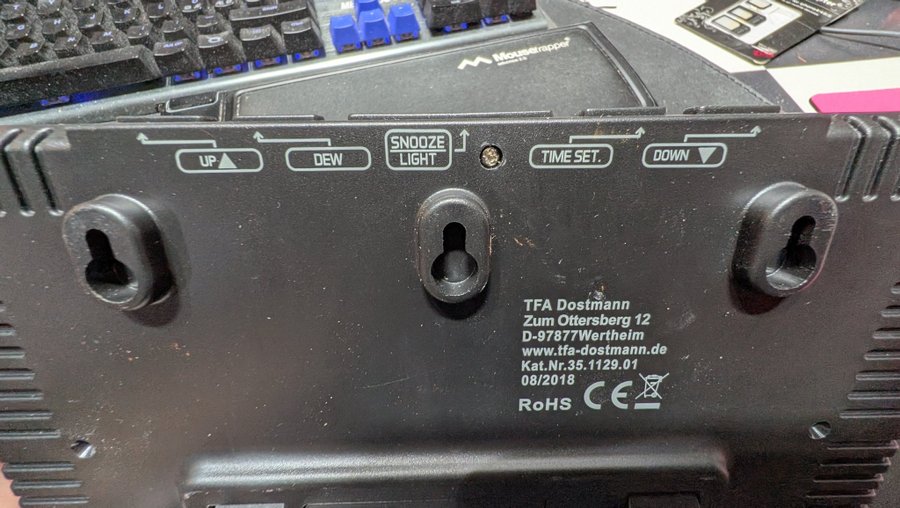 Mousetrapper
UP▲
DEW
SNOOZE
LIGHT
TIME SET.
DOWN ▼
TFA Dostmann
Zum Ottersberg 12
D-97877Wertheim
www.tfa-dostmann.de
Kat.Nr.35.1129.01
08/2018
RoHS CE